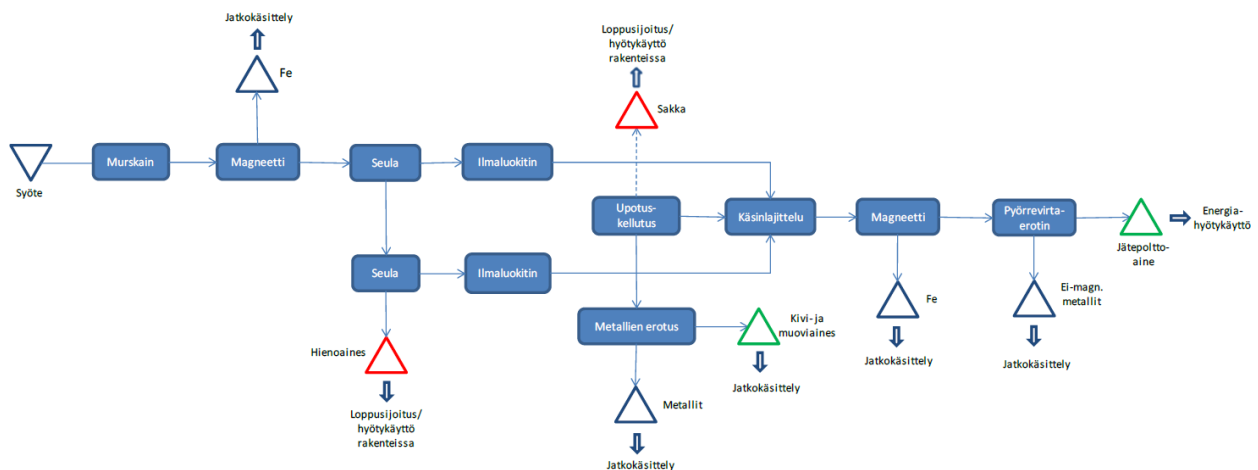 Jatkokäsittely
Fe
Loppusijoitus/
hyötykäyttö
rakenteissa
Sakka
Syöte
Murskain
Magneetti
Seula
Ilmaluokitin
Upotus-
kellutus
Käsinlajittelu
Magneetti
Pyörrevirta-
erotin
Energia-
hyötykäyttö
Jätepoltto-
aine
Seula
Ilmaluokitin
Metallien erotus
Kivi- ja
muoviaines
Jatkokäsittely
Fe
Jatkokäsittely
Ei-magn.
metallit
Jatkokäsittely
Hienoaines
Loppusijoitus/
hyötykäyttö
rakenteissa
Metallit
Jatkokäsittely